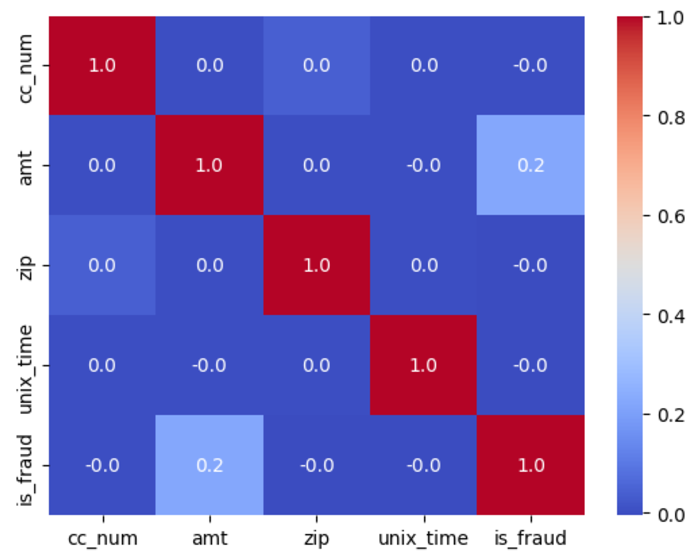 cc_num 1.0 0.0 0.0 0.0 -0.0
amt 0.0 1.0 0.0 -0.0 0.2
zip 0.0 0.0 1.0 0.0 -0.0
unix_time 0.0 -0.0 0.0 1.0 -0.0
is_fraud -0.0 0.2 -0.0 -0.0 1.0
cc_num amt zip unix_time is_fraud
1.0
0.8
0.6
0.4
0.2
0.0